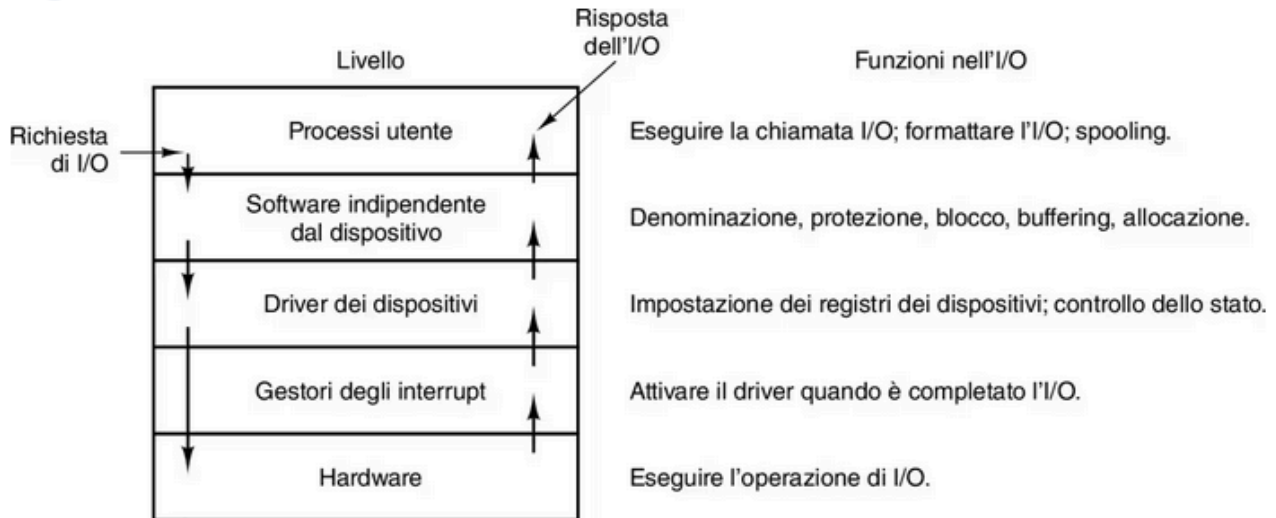 Risposta
dell'I/O
Livello
Funzioni nell'I/O
Richiesta
di I/O
Processi utente
Eseguire la chiamata I/O; formattare l'I/O; spooling.
Software indipendente
dal dispositivo
Denominazione, protezione, blocco, buffering, allocazione.
Driver dei dispositivi
Impostazione dei registri dei dispositivi; controllo dello stato.
Gestori degli interrupt
Attivare il driver quando è completato l'I/O.
Hardware
Eseguire l'operazione di I/O.